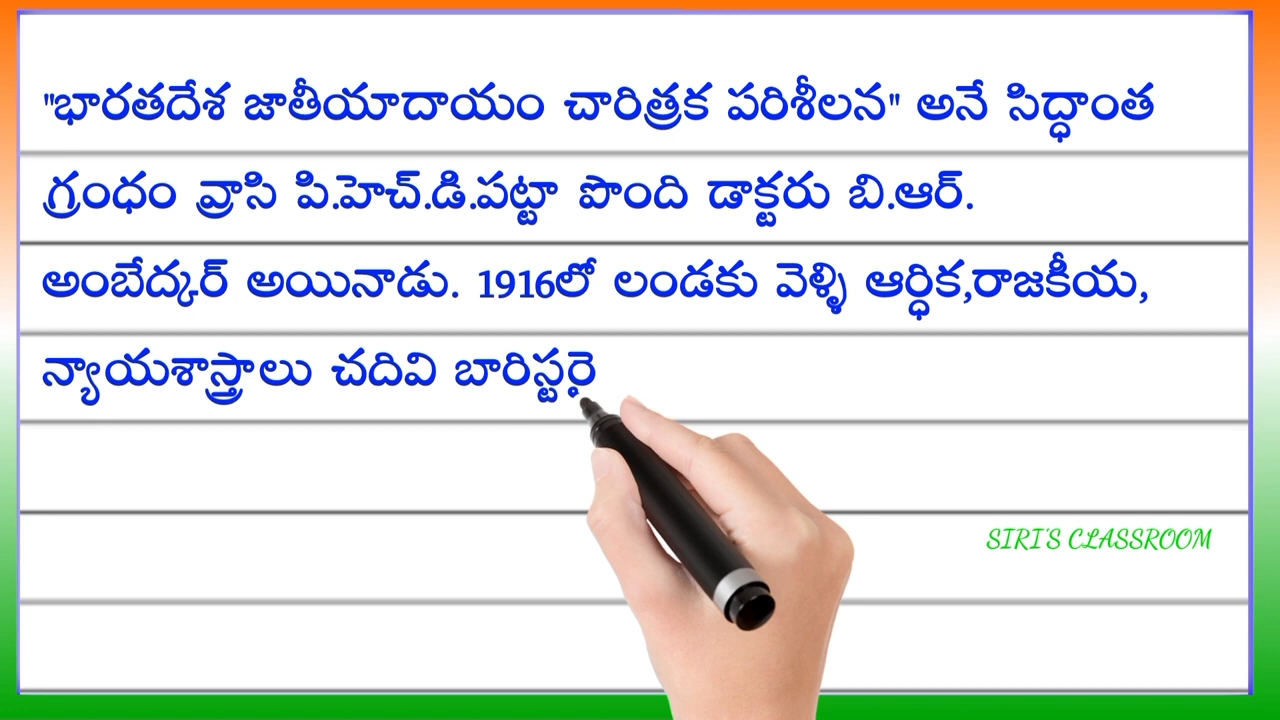 "భారతదేశ జాతీయాదాయం చారిత్రక పరిశీలన" అనే సిద్ధాంత
గ్రంధం వ్రాసి పి.హెచ్.డి.పట్టా పొంది డాక్టరు బి.ఆర్.
అంబేద్కర్ అయినాడు. 1916లో లండకు వెళ్ళి ఆర్ధిక,రాజకీయ,
న్యాయశాస్త్రాలు చదివి బారిస్టరై
SIRI'S CLASSROOM